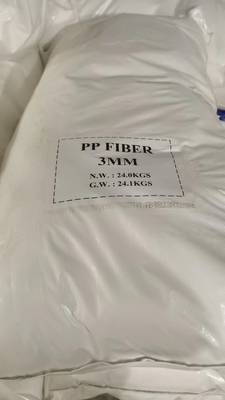 PP FIBER
3MM
N.W. : 24.0KGS
G.W. : 24.1KGS